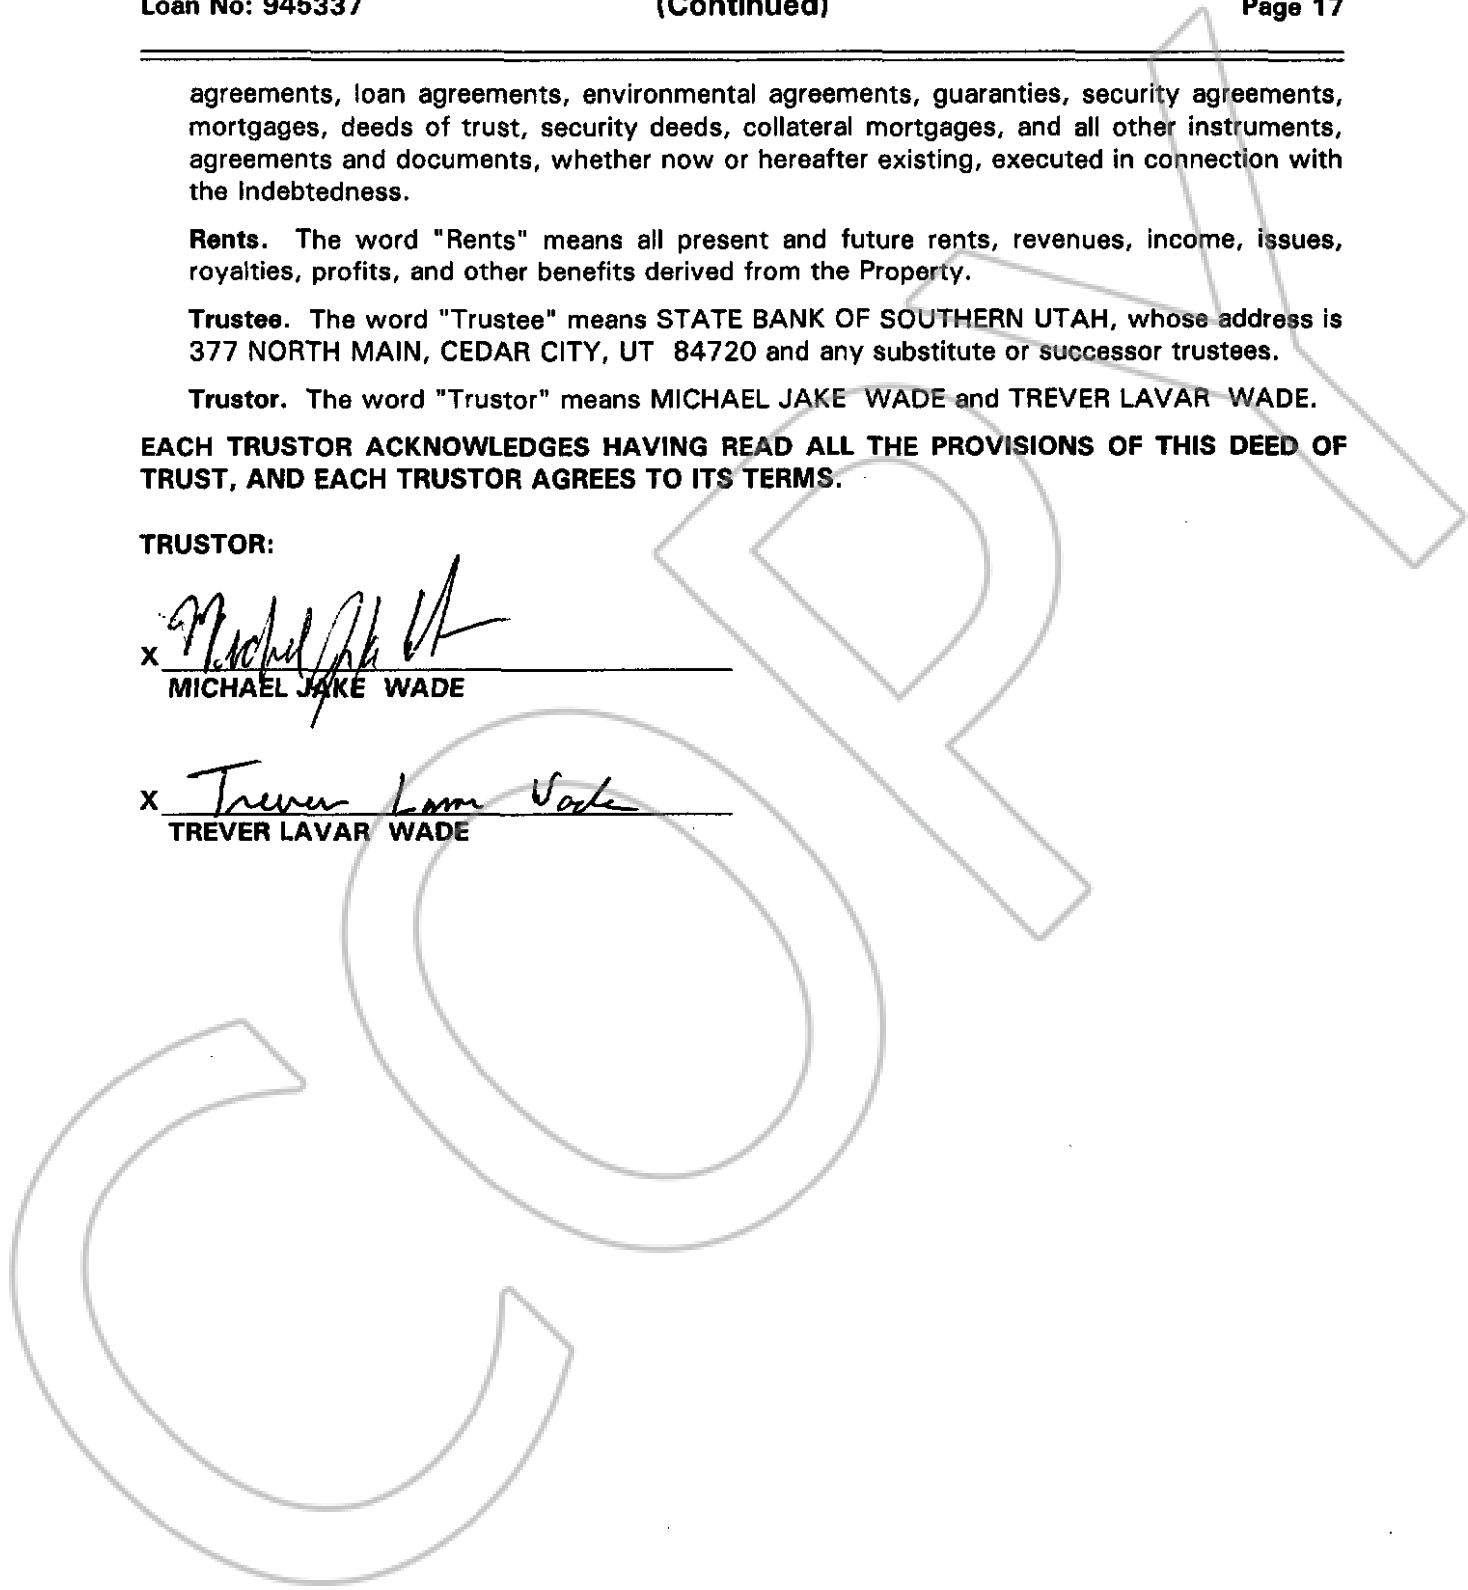 Loan No: 945337 (Continued) Page 17
agreements, loan agreements, environmental agreements, guaranties, security agreements,
mortgages, deeds of trust, security deeds, collateral mortgages, and all other instruments,
agreements and documents, whether now or hereafter existing, executed in connection with
the Indebtedness.
Rents. The word "Rents" means all present and future rents, revenues, income, issues,
royalties, profits, and other benefits derived from the Property.
Trustee. The word "Trustee" means STATE BANK OF SOUTHERN UTAH, whose address is
377 NORTH MAIN, CEDAR CITY, UT 84720 and any substitute or successor trustees.
Trustor. The word "Trustor" means MICHAEL JAKE WADE and TREVER LAVAR WADE.
EACH TRUSTOR ACKNOWLEDGES HAVING READ ALL THE PROVISIONS OF THIS DEED OF
TRUST, AND EACH TRUSTOR AGREES TO ITS TERMS.
TRUSTOR:
X Michael Jake
MICHAEL JAKE WADE
X Trever Lavar Wade
TREVER LAVAR WADE
COPY